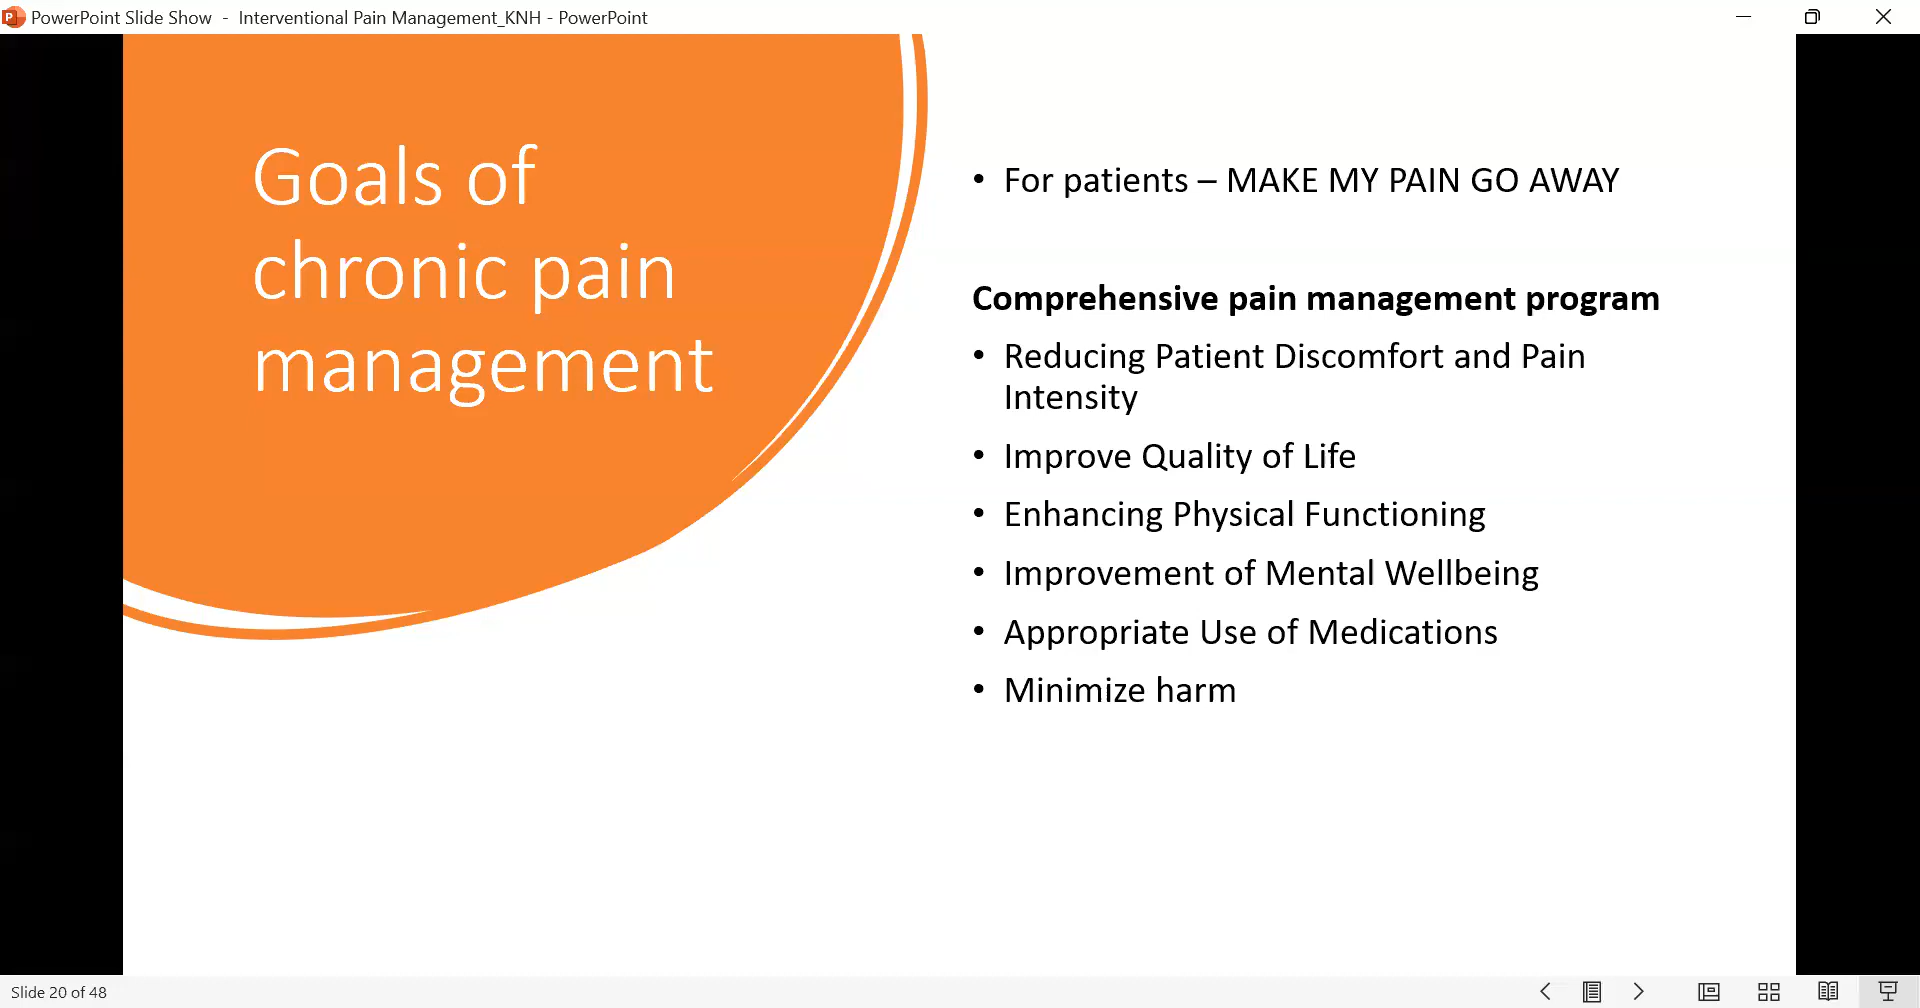 PowerPoint Slide Show - Interventional Pain Management_KNH - PowerPoint
Goals of
chronic pain
management
• For patients – MAKE MY PAIN GO AWAY
Comprehensive pain management program
• Reducing Patient Discomfort and Pain
Intensity
• Improve Quality of Life
• Enhancing Physical Functioning
• Improvement of Mental Wellbeing
• Appropriate Use of Medications
• Minimize harm
Slide 20 of 48